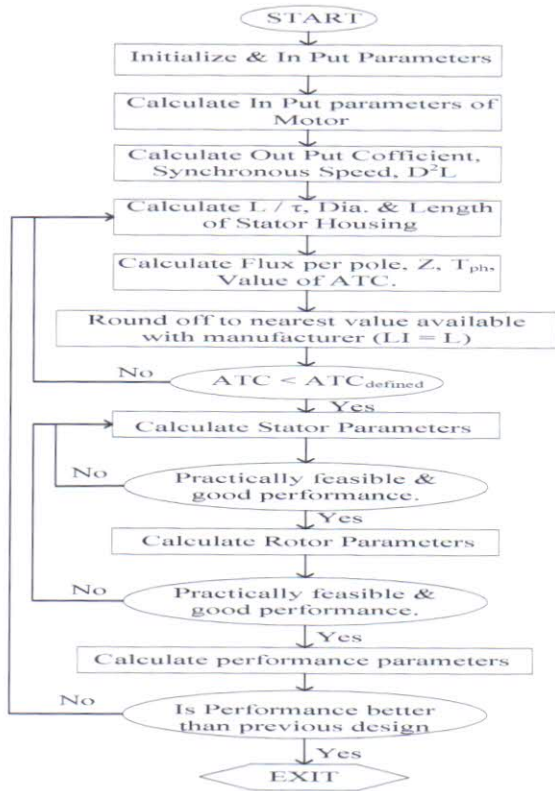 START
Initialize & In Put Parameters
Calculate In Put parameters of
Motor
Calculate Out Put Cofficient,
Synchronous Speed, D²L
Calculate L / τ, Dia. & Length
of Stator Housing
Calculate Flux per pole, Z, Tph,
Value of ATC.
Round off to nearest value available
with manufacturer (LI = L)
No
ATC < ATCdefined
Yes
Calculate Stator Parameters
No
Practically feasible &
good performance.
Yes
Calculate Rotor Parameters
No
Practically feasible &
good performance.
Yes
Calculate performance parameters
No
Is Performance better
than previous design
Yes
EXIT